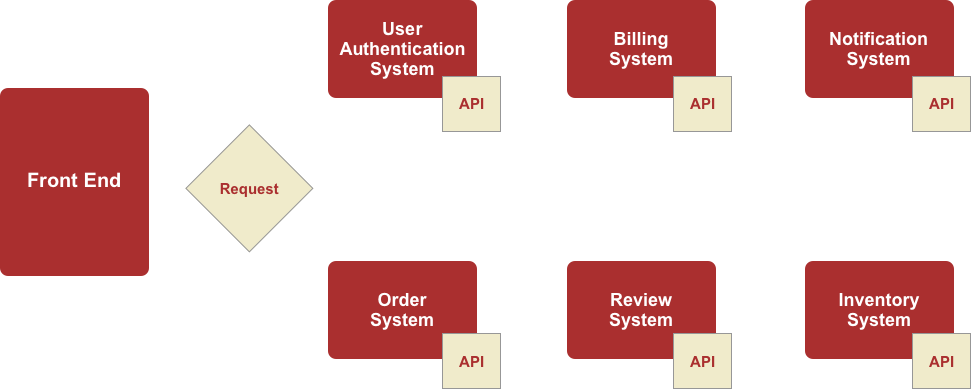 User
Authentication
System
API
Billing
System
API
Notification
System
API
Front End
Request
Order
System
API
Review
System
API
Inventory
System
API